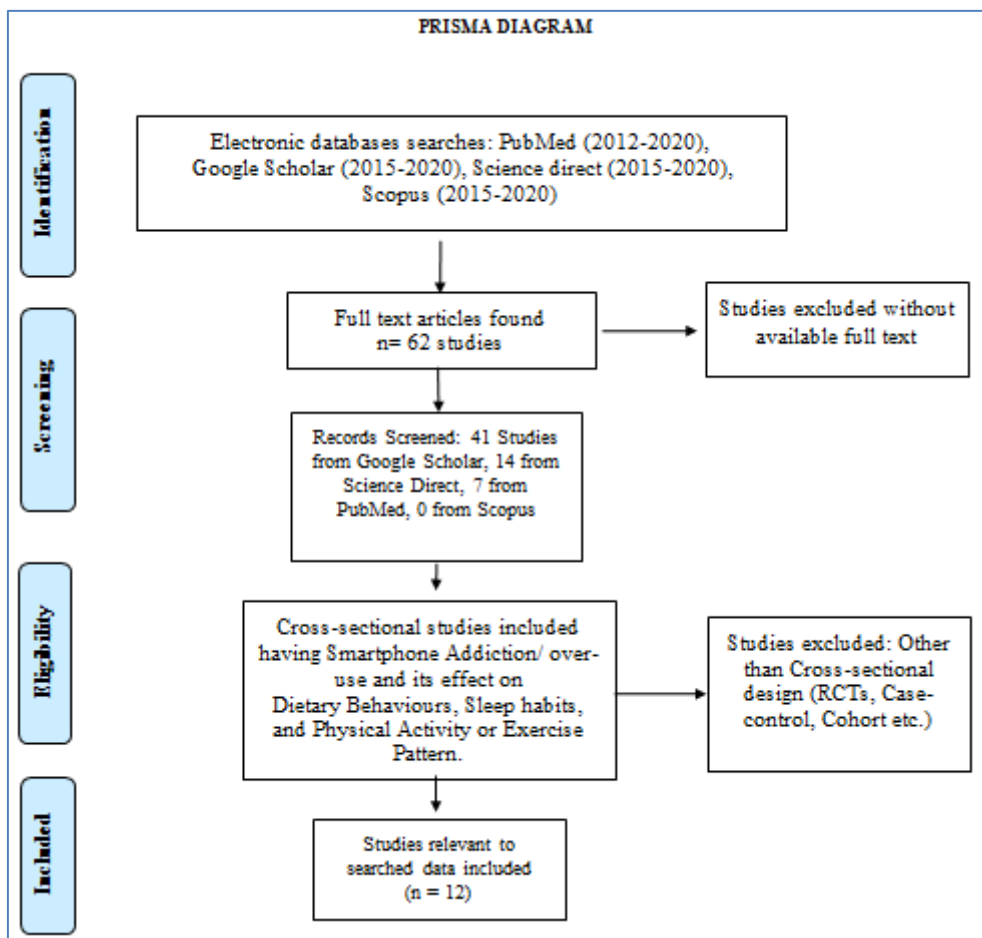 PRISMA DIAGRAM
Identification
Electronic databases searches: PubMed (2012-2020),
Google Scholar (2015-2020), Science direct (2015-2020),
Scopus (2015-2020)
Screening
Full text articles found
n= 62 studies
Studies excluded without
available full text
Records Screened: 41 Studies
from Google Scholar, 14 from
Science Direct, 7 from
PubMed, 0 from Scopus
Eligibility
Cross-sectional studies included
having Smartphone Addiction/ over-
use and its effect on
Dietary Behaviours, Sleep habits,
and Physical Activity or Exercise
Pattern.
Studies excluded: Other
than Cross-sectional
design (RCTs, Case-
control, Cohort etc.)
Included
Studies relevant to
searched data included
(n = 12)